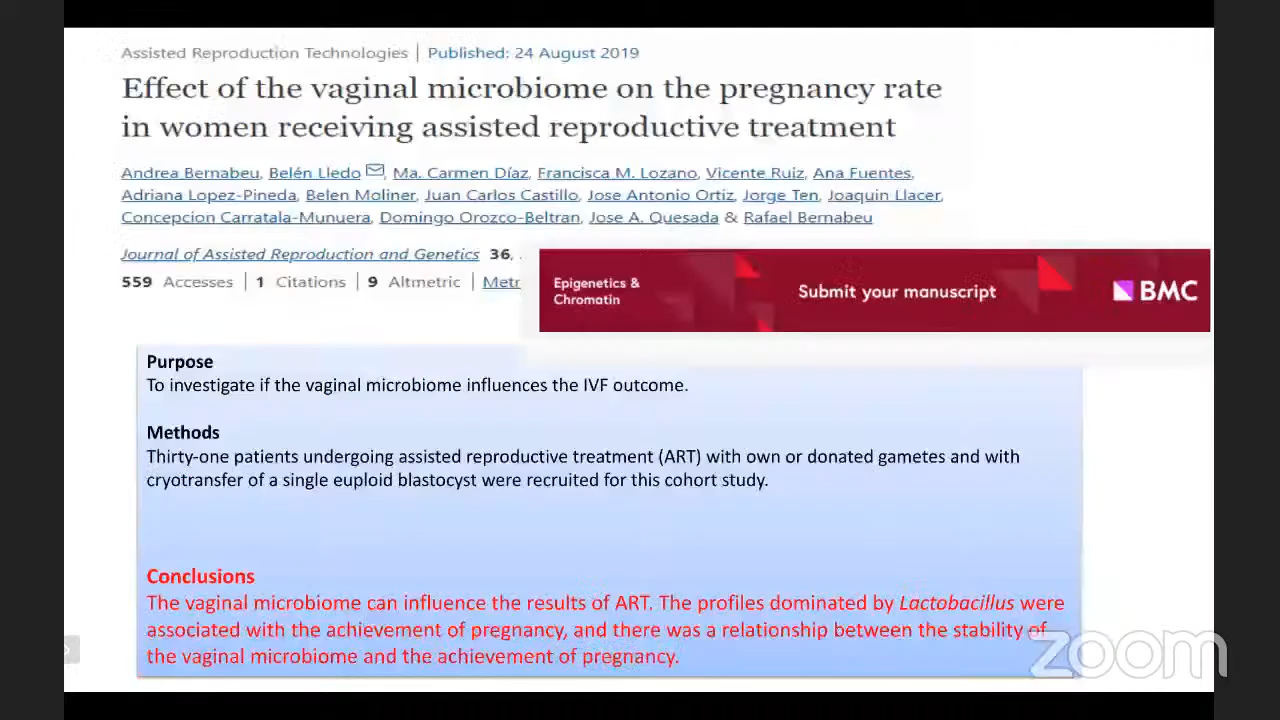 Assisted Reproduction Technologies | Published: 24 August 2019
Effect of the vaginal microbiome on the pregnancy rate
in women receiving assisted reproductive treatment
Andrea Bernabeu, Belén Lledo, Ma. Carmen Díaz, Francisca M. Lozano, Vicente Ruiz, Ana Fuentes,
Adriana Lopez-Pineda, Belen Moliner, Juan Carlos Castillo, Jose Antonio Ortiz, Jorge Ten, Joaquin Llacer,
Concepcion Carratala-Munuera, Domingo Orozco-Beltran, Jose A. Quesada & Rafael Bernabeu
Journal of Assisted Reproduction and Genetics 36,
559 Accesses | 1 Citations | 9 Altmetric | Metr
Epigenetics &
Chromatin
Submit your manuscript
BMC
Purpose
To investigate if the vaginal microbiome influences the IVF outcome.
Methods
Thirty-one patients undergoing assisted reproductive treatment (ART) with own or donated gametes and with
cryotransfer of a single euploid blastocyst were recruited for this cohort study.
Conclusions
The vaginal microbiome can influence the results of ART. The profiles dominated by Lactobacillus were
associated with the achievement of pregnancy, and there was a relationship between the stability of
the vaginal microbiome and the achievement of pregnancy.
zoom